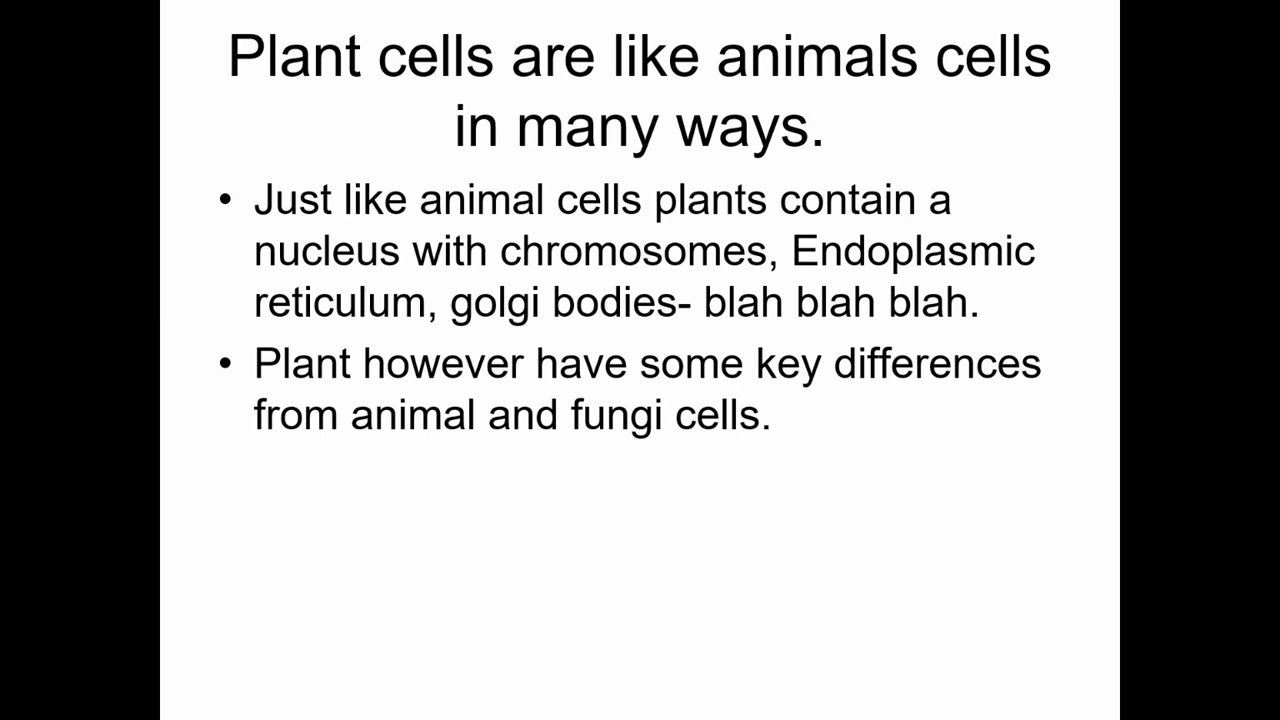 Plant cells are like animals cells
in many ways.
• Just like animal cells plants contain a
nucleus with chromosomes, Endoplasmic
reticulum, golgi bodies- blah blah blah.
• Plant however have some key differences
from animal and fungi cells.